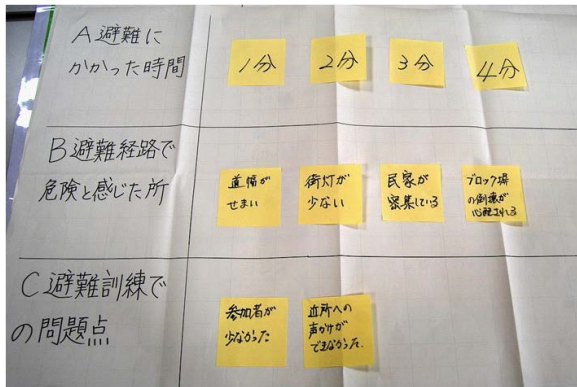 A避難に
かかった時間
1分
2分
3分
4分
B避難経路で
危険と感じた所
道幅が
せまい
街灯が
少ない
民家が
密集している
ブロック塀
の倒壊が
心配される
C避難訓練で
の問題点
参加者が
少なかった
近所への
声かけが
できなかった.